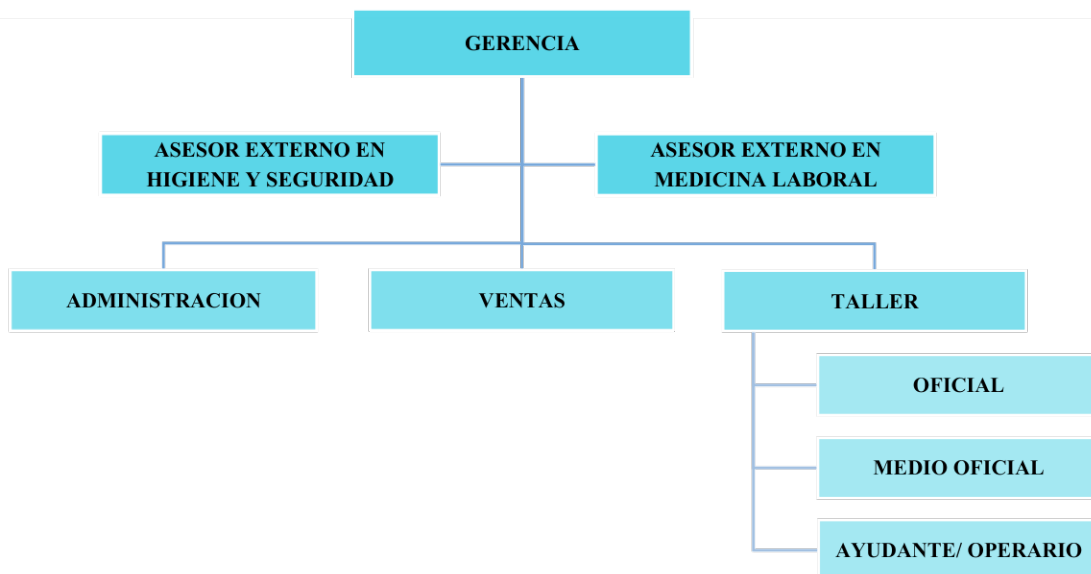 GERENCIA
ASESOR EXTERNO EN
HIGIENE Y SEGURIDAD
ASESOR EXTERNO EN
MEDICINA LABORAL
ADMINISTRACION
VENTAS
TALLER
OFICIAL
MEDIO OFICIAL
AYUDANTE/ OPERARIO